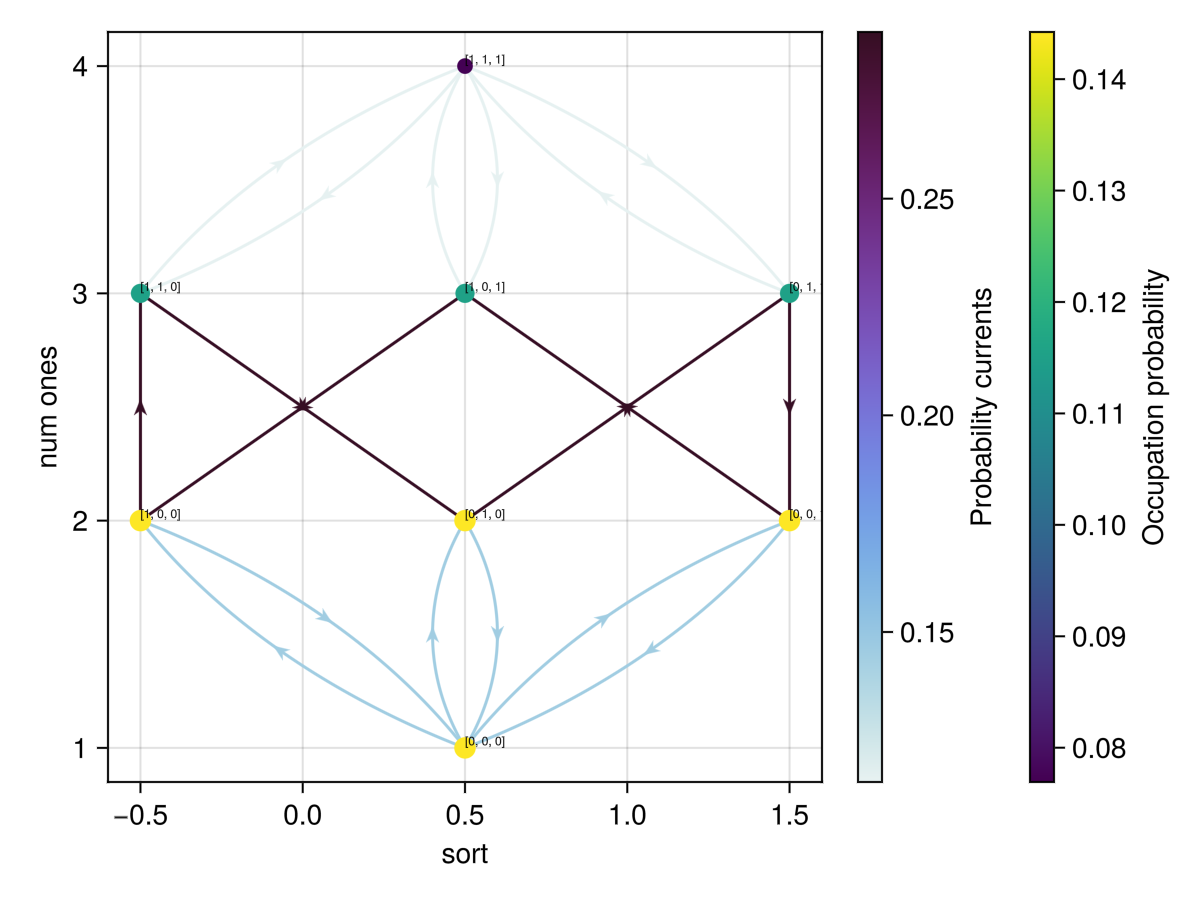 4
[1, 1, 1]
3
[1, 1, 0]
[1, 0, 1]
[0, 1,
2
[1, 0, 0]
[0, 1, 0]
[0, 0,
1
[0, 0, 0]
num ones
−0.5
0.0
0.5
1.0
1.5
sort
0.25
0.20
0.15
Probability currents
0.14
0.13
0.12
0.11
0.10
0.09
0.08
Occupation probability